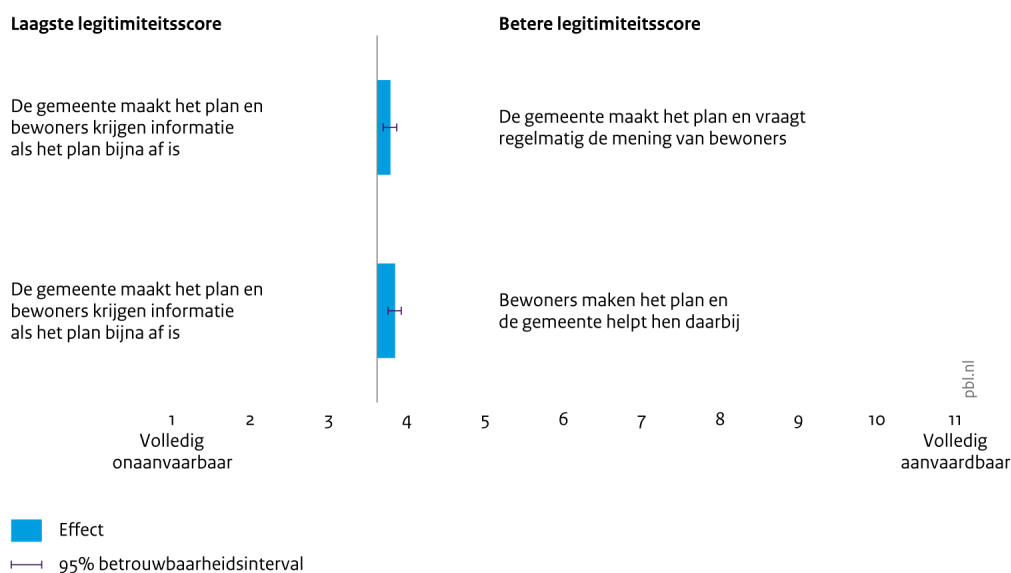 Laagste legitimiteitsscore
Betere legitimiteitsscore
De gemeente maakt het plan en
bewoners krijgen informatie
als het plan bijna af is
De gemeente maakt het plan en vraagt
regelmatig de mening van bewoners
De gemeente maakt het plan en
bewoners krijgen informatie
als het plan bijna af is
Bewoners maken het plan en
de gemeente helpt hen daarbij
pbl.nl
1 2 3 4 5 6 7 8 9 10 11
Volledig
onaanvaarbaar
Volledig
aanvaardbaar
Effect
95% betrouwbaarheidsinterval